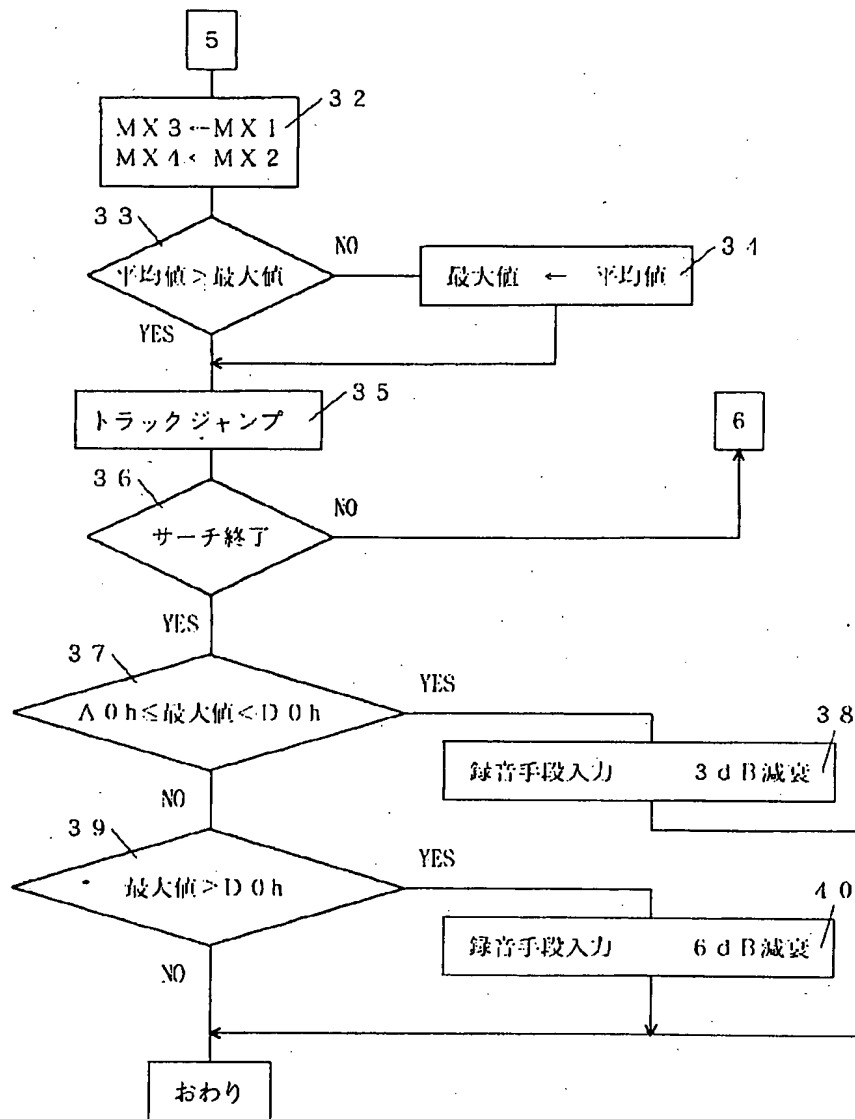 5
32
MX3←MX1
MX4←MX2
33
平均値>最大値
NO
34
最大値 ← 平均値
YES
35
トラックジャンプ
6
36
サーチ終了
NO
YES
37
A0h≤最大値<D0h
YES
38
録音手段入力 3dB減衰
NO
39
最大値>D0h
YES
40
録音手段入力 6dB減衰
NO
おわり